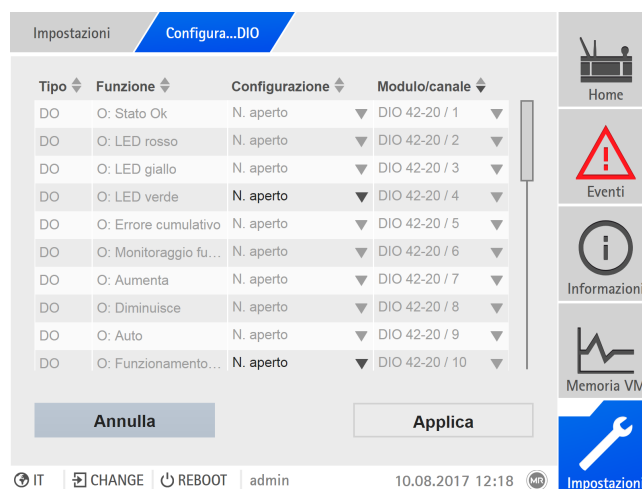 Impostazioni
Configura...DIO
Tipo Funzione Configurazione Modulo/canale
DO O: Stato Ok N. aperto DIO 42-20 / 1
DO O: LED rosso N. aperto DIO 42-20 / 2
DO O: LED giallo N. aperto DIO 42-20 / 3
DO O: LED verde N. aperto DIO 42-20 / 4
DO O: Errore cumulativo N. aperto DIO 42-20 / 5
DO O: Monitoraggio fu... N. aperto DIO 42-20 / 6
DO O: Aumenta N. aperto DIO 42-20 / 7
DO O: Diminuisce N. aperto DIO 42-20 / 8
DO O: Auto N. aperto DIO 42-20 / 9
DO O: Funzionamento... N. aperto DIO 42-20 / 10
Annulla
Applica
IT CHANGE REBOOT admin 10.08.2017 12:18 MR
Home
Eventi
Informazioni
Memoria VM
Impostazioni